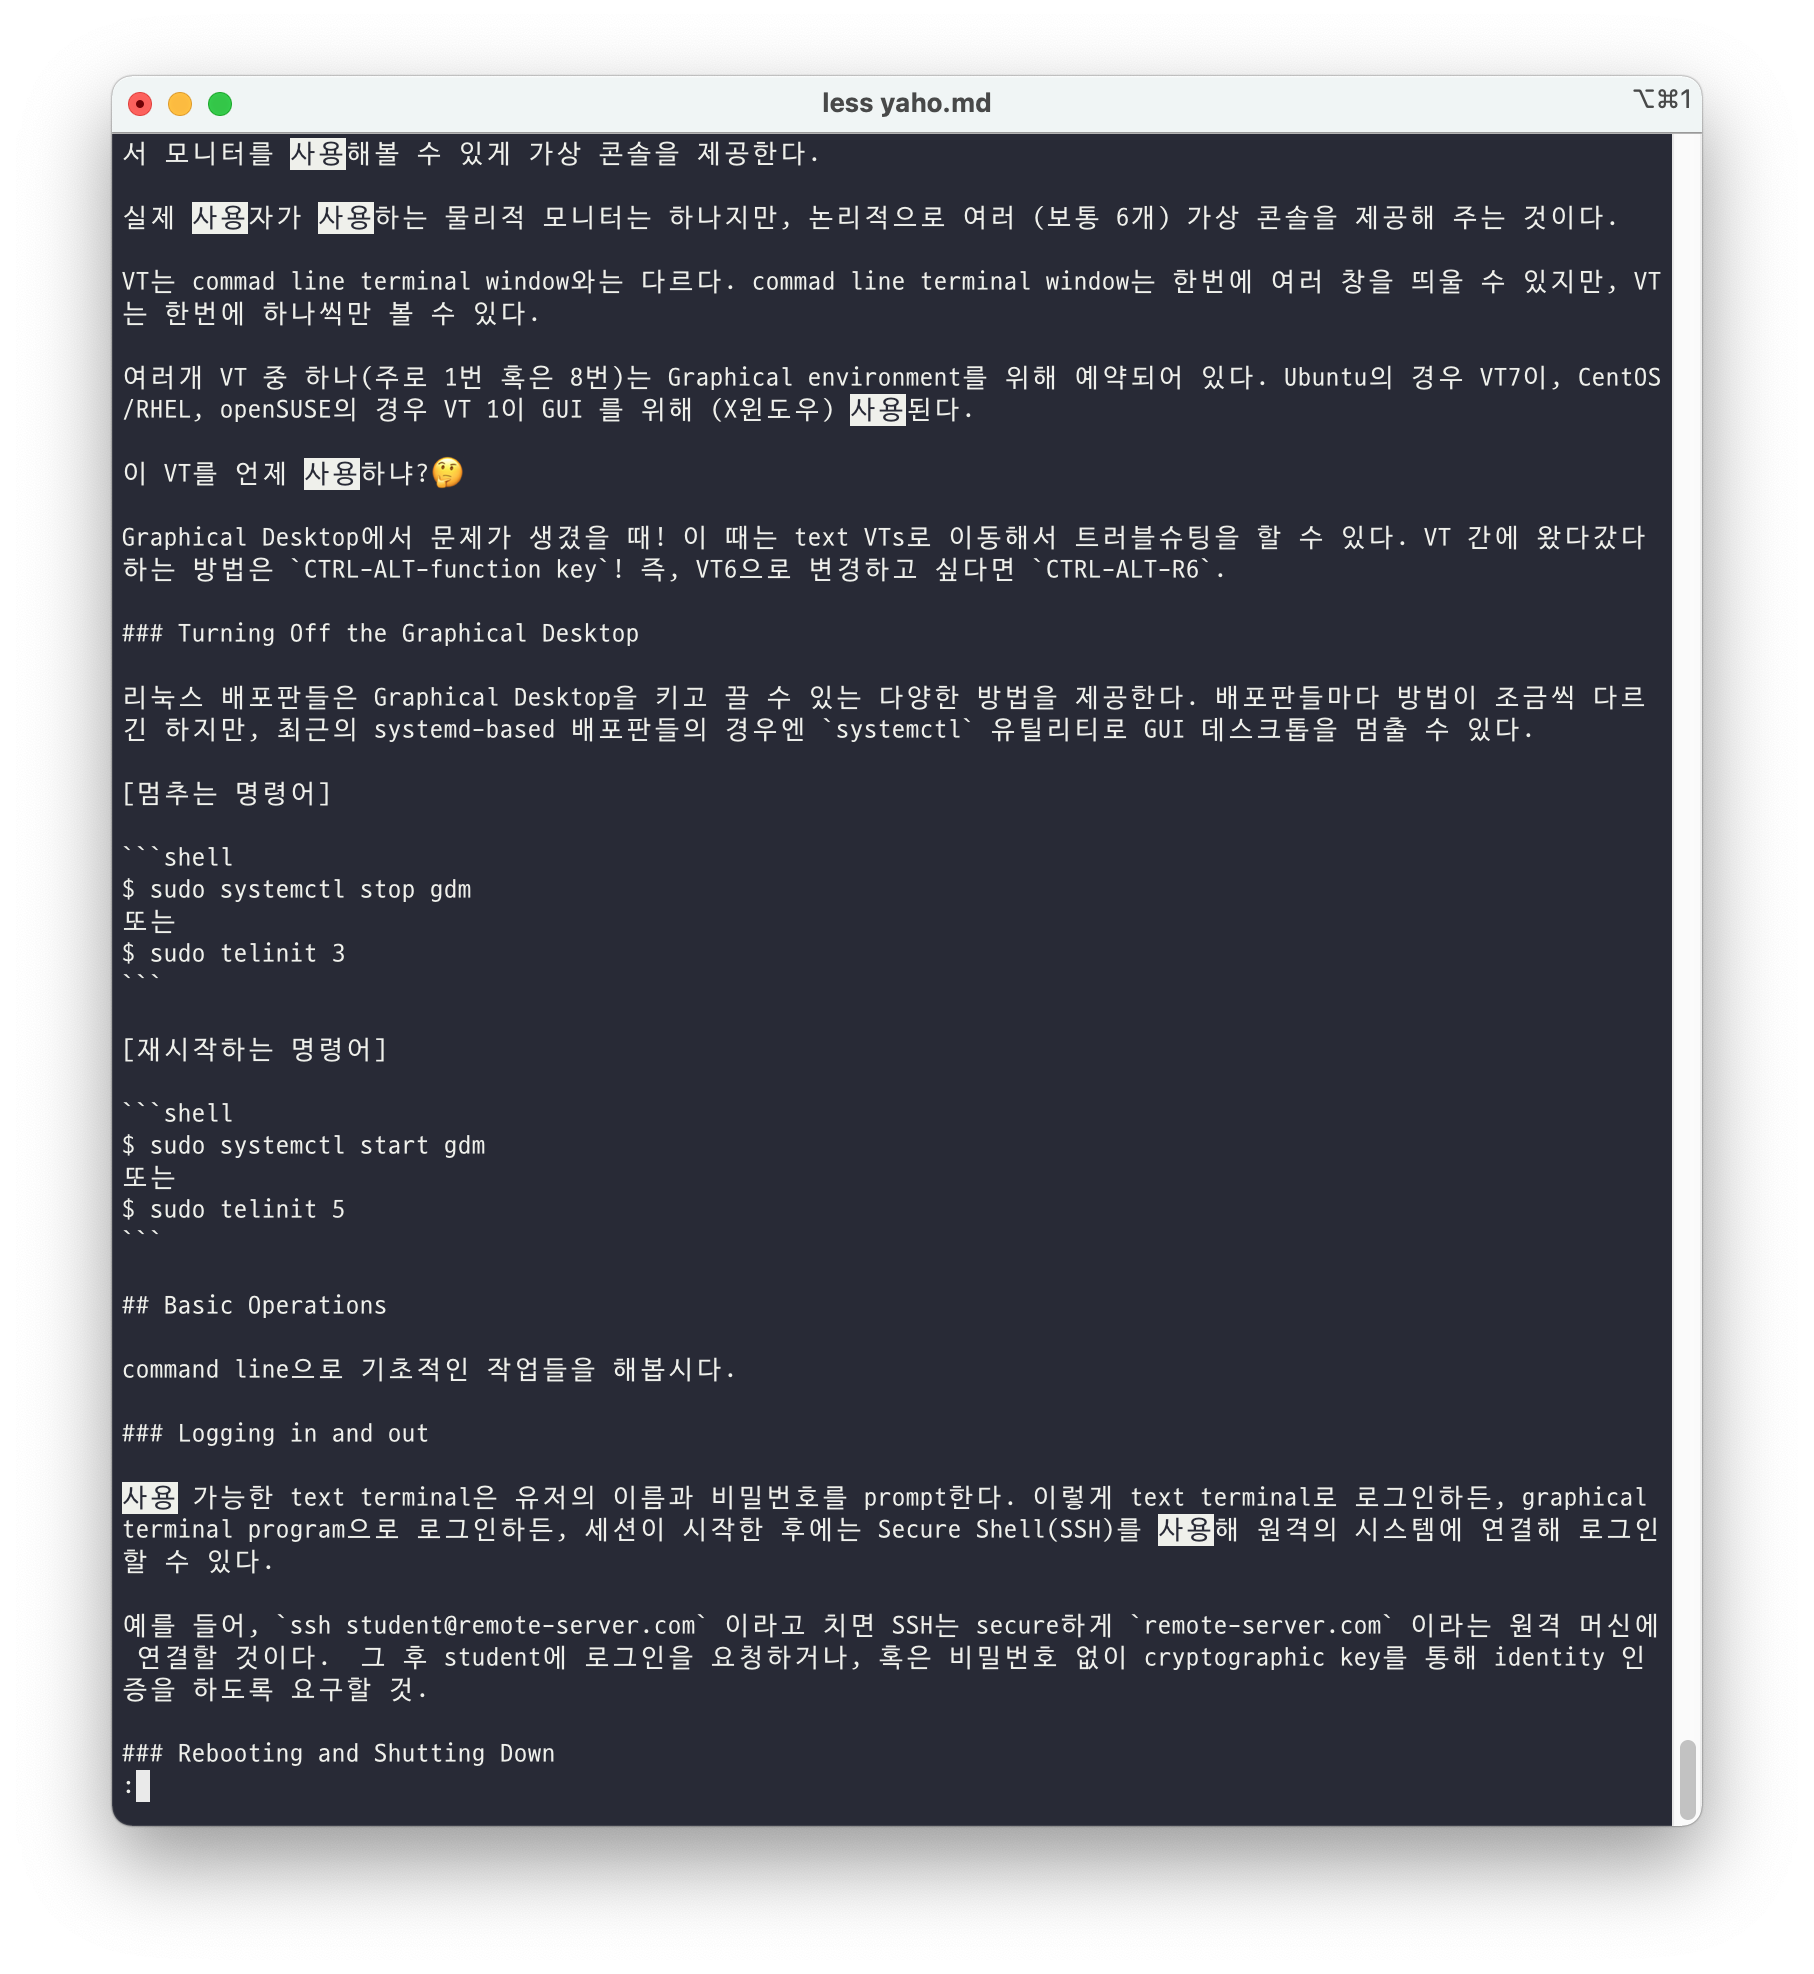 less yaho.md
⌥⌘1
서 모니터를 사용해볼 수 있게 가상 콘솔을 제공한다.
실제 사용자가 사용하는 물리적 모니터는 하나지만, 논리적으로 여러 (보통 6개) 가상 콘솔을 제공해 주는 것이다.
VT는 commad line terminal window와는 다르다. commad line terminal window는 한번에 여러 창을 띄울 수 있지만, VT
는 한번에 하나씩만 볼 수 있다.
여러개 VT 중 하나(주로 1번 혹은 8번)는 Graphical environment를 위해 예약되어 있다. Ubuntu의 경우 VT7이, CentOS
/RHEL, openSUSE의 경우 VT 1이 GUI 를 위해 (X윈도우) 사용된다.
이 VT를 언제 사용하냐?🤔
Graphical Desktop에서 문제가 생겼을 때! 이 때는 text VTs로 이동해서 트러블슈팅을 할 수 있다. VT 간에 왔다갔다
하는 방법은 `CTRL-ALT-function key`! 즉, VT6으로 변경하고 싶다면 `CTRL-ALT-R6`.
### Turning Off the Graphical Desktop
리눅스 배포판들은 Graphical Desktop을 키고 끌 수 있는 다양한 방법을 제공한다. 배포판들마다 방법이 조금씩 다르
긴 하지만, 최근의 systemd-based 배포판들의 경우엔 `systemctl` 유틸리티로 GUI 데스크톱을 멈출 수 있다.
[멈추는 명령어]
```shell
$ sudo systemctl stop gdm
또는
$ sudo telinit 3
```
[재시작하는 명령어]
```shell
$ sudo systemctl start gdm
또는
$ sudo telinit 5
```
## Basic Operations
command line으로 기초적인 작업들을 해봅시다.
### Logging in and out
사용 가능한 text terminal은 유저의 이름과 비밀번호를 prompt한다. 이렇게 text terminal로 로그인하든, graphical
terminal program으로 로그인하든, 세션이 시작한 후에는 Secure Shell(SSH)를 사용해 원격의 시스템에 연결해 로그인
할 수 있다.
예를 들어, `ssh student@remote-server.com` 이라고 치면 SSH는 secure하게 `remote-server.com` 이라는 원격 머신에
연결할 것이다.  그 후 student에 로그인을 요청하거나, 혹은 비밀번호 없이 cryptographic key를 통해 identity 인
증을 하도록 요구할 것.
### Rebooting and Shutting Down
: